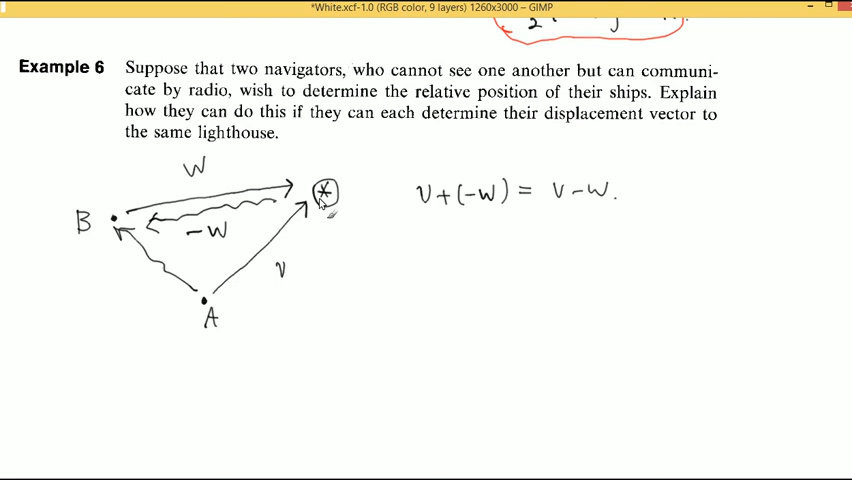 *White.xcf-1.0 (RGB color, 9 layers) 1260x3000 – GIMP
Example 6 Suppose that two navigators, who cannot see one another but can communi-
cate by radio, wish to determine the relative position of their ships. Explain
how they can do this if they can each determine their displacement vector to
the same lighthouse.
W
v+(-w) = v-w.
B
-W
v
A